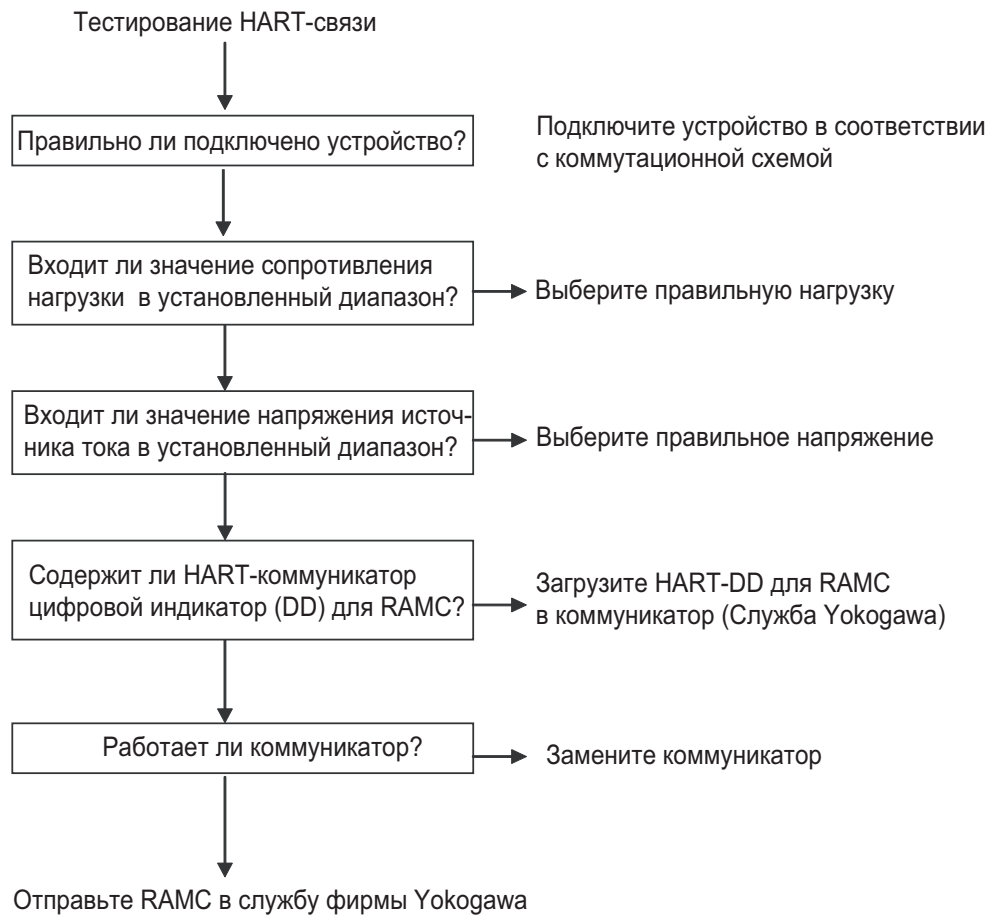 Тестирование HART-связи
Правильно ли подключено устройство?
Подключите устройство в соответствии
с коммутационной схемой
Входит ли значение сопротивления
нагрузки в установленный диапазон?
Выберите правильную нагрузку
Входит ли значение напряжения источ-
ника тока в установленный диапазон?
Выберите правильное напряжение
Содержит ли HART-коммуникатор
цифровой индикатор (DD) для RAMC?
Загрузите HART-DD для RAMC
в коммуникатор (Служба Yokogawa)
Работает ли коммуникатор?
Замените коммуникатор
Отправьте RAMC в службу фирмы Yokogawa